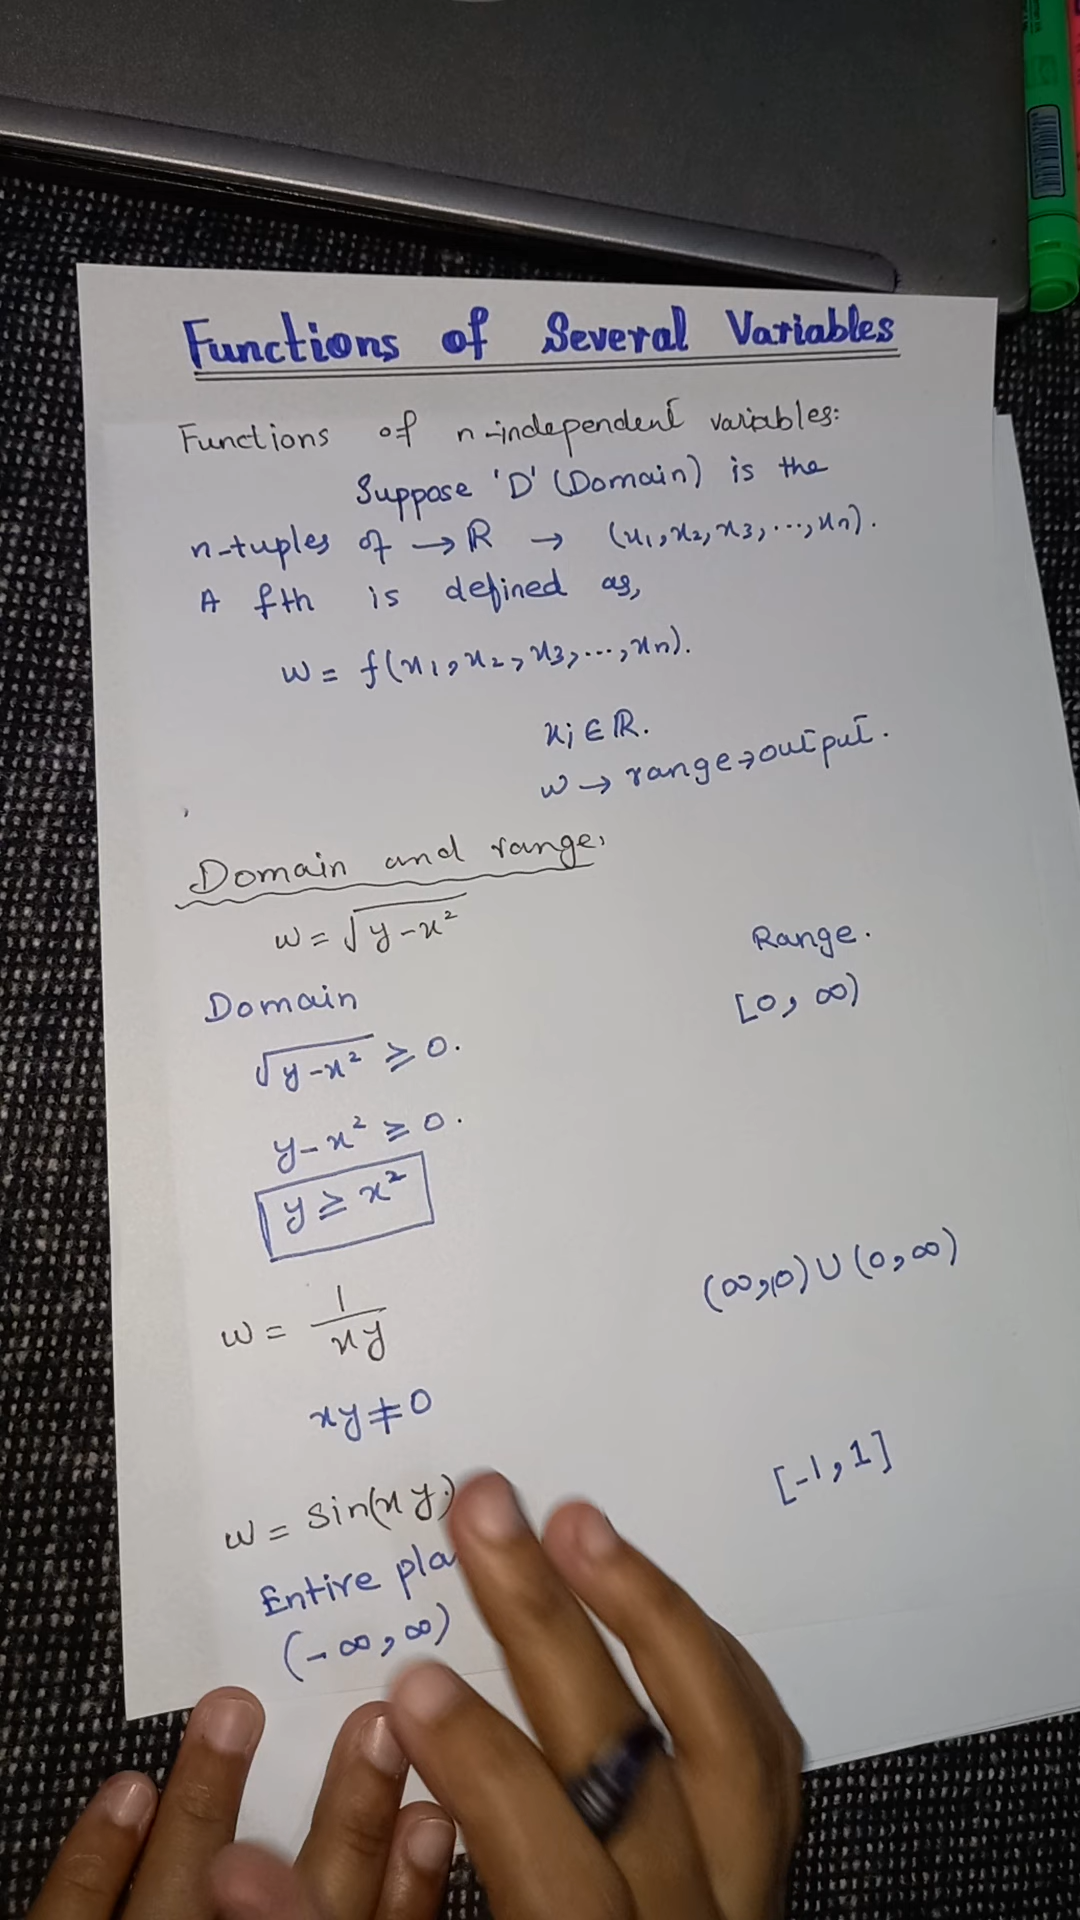 Functions of Several Variables
Functions of n-independent variables:
Suppose 'D' (Domain) is the
n-tuples of → ℝ → (x₁, x₂, x₃, ..., xₙ).
A fth is defined as,
w = f(x₁, x₂, x₃, ..., xₙ).
xᵢ ∈ ℝ.
w → range → output.
Domain and range.
w = √(y-x²)
Range.
Domain
[0, ∞)
√(y-x²) ≥ 0.
y-x² ≥ 0.
y ≥ x²
w = 1/xy
(∞,0) ∪ (0, ∞)
xy ≠ 0
w = sin(xy)
[-1, 1]
Entire
(-∞, ∞)